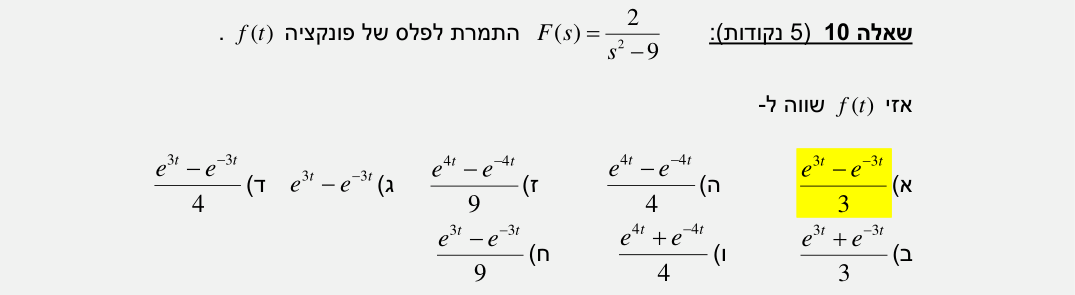 שאלה 10 (5 נקודות): F(s) = 2/(s² − 9) התמרת לפלס של פונקציה f(t) .
אזי f(t) שווה ל-
א) (e^{3t} − e^{−3t})/3 ה) (e^{4t} − e^{−4t})/4 ז) (e^{4t} − e^{−4t})/9 ג) e^{3t} − e^{−3t} ד) (e^{3t} − e^{−3t})/4
ב) (e^{3t} + e^{−3t})/3 ו) (e^{4t} + e^{−4t})/4 ח) (e^{3t} − e^{−3t})/9